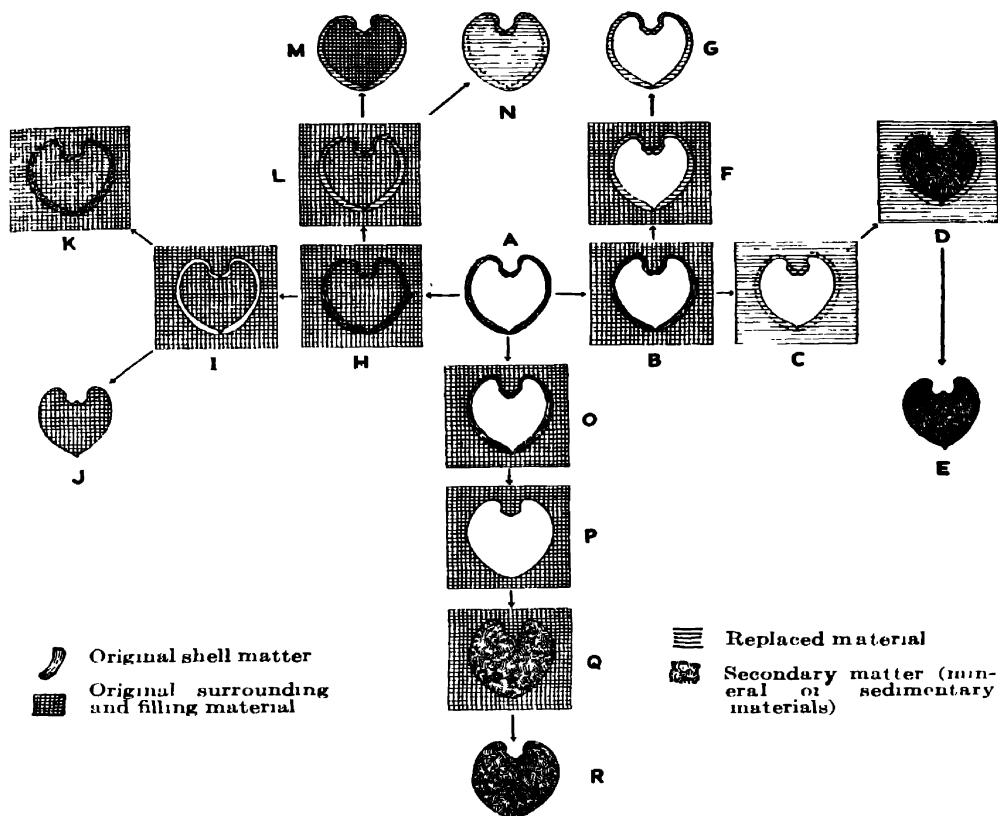 M
N
G
K
L
F
D
A
I
H
B
C
J
O
E
P
Q
R
Original shell matter
Original surrounding
and filling material
Replaced material
Secondary matter (min-
eral or sedimentary
materials)